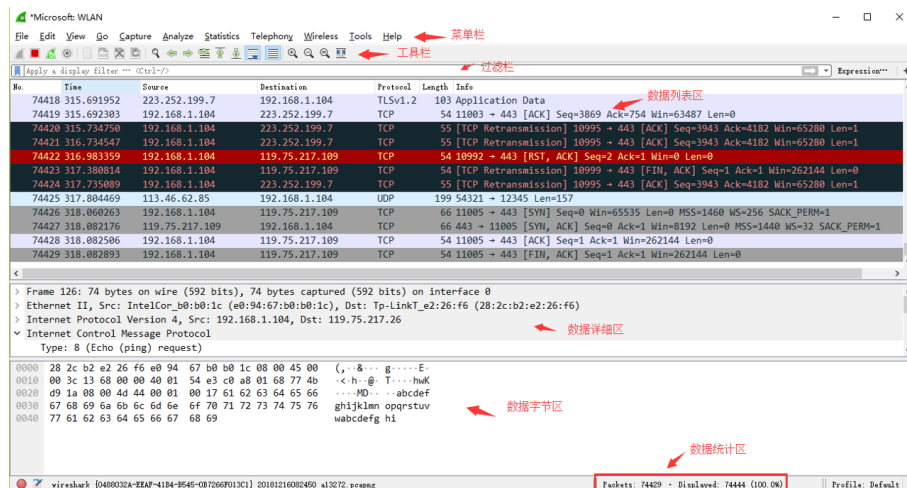 *Microsoft: WLAN
File Edit View Go Capture Analyze Statistics Telephony Wireless Tools Help 菜单栏
工具栏
Apply a display filter … <Ctrl-/> 过滤栏 Expression…
No. Time Source Destination Protocol Length Info
数据列表区
74418 315.691952 223.252.199.7 192.168.1.104 TLSv1.2 103 Application Data
74419 315.692303 192.168.1.104 223.252.199.7 TCP 54 11003 → 443 [ACK] Seq=3869 Ack=754 Win=63487 Len=0
74420 315.734750 192.168.1.104 223.252.199.7 TCP 55 [TCP Retransmission] 10995 → 443 [ACK] Seq=3943 Ack=4182 Win=65280 Len=1
74421 316.734547 192.168.1.104 223.252.199.7 TCP 55 [TCP Retransmission] 10995 → 443 [ACK] Seq=3943 Ack=4182 Win=65280 Len=1
74422 316.983359 192.168.1.104 119.75.217.109 TCP 54 10992 → 443 [RST, ACK] Seq=2 Ack=1 Win=0 Len=0
74423 317.380814 192.168.1.104 119.75.217.109 TCP 54 [TCP Retransmission] 10999 → 443 [FIN, ACK] Seq=1 Ack=1 Win=262144 Len=0
74424 317.735089 192.168.1.104 223.252.199.7 TCP 55 [TCP Retransmission] 10995 → 443 [ACK] Seq=3943 Ack=4182 Win=65280 Len=1
74425 317.804469 113.46.62.85 192.168.1.104 UDP 199 54321 → 12345 Len=157
74426 318.060263 192.168.1.104 119.75.217.109 TCP 66 11005 → 443 [SYN] Seq=0 Win=65535 Len=0 MSS=1460 WS=256 SACK_PERM=1
74427 318.082176 119.75.217.109 192.168.1.104 TCP 66 443 → 11005 [SYN, ACK] Seq=0 Ack=1 Win=8192 Len=0 MSS=1440 WS=32 SACK_PERM=1
74428 318.082506 192.168.1.104 119.75.217.109 TCP 54 11005 → 443 [ACK] Seq=1 Ack=1 Win=262144 Len=0
74429 318.082893 192.168.1.104 119.75.217.109 TCP 54 11005 → 443 [FIN, ACK] Seq=1 Ack=1 Win=262144 Len=0
Frame 126: 74 bytes on wire (592 bits), 74 bytes captured (592 bits) on interface 0
Ethernet II, Src: IntelCor_b0:b0:1c (e0:94:67:b0:b0:1c), Dst: Tp-LinkT_e2:26:f6 (28:2c:b2:e2:26:f6)
Internet Protocol Version 4, Src: 192.168.1.104, Dst: 119.75.217.26
Internet Control Message Protocol 数据详细区
Type: 8 (Echo (ping) request)
0000 28 2c b2 e2 26 f6 e0 94 67 b0 b0 1c 08 00 45 00 (,··&··· g·····E·
0010 00 3c 13 68 00 00 40 01 54 e3 c0 a8 01 68 77 4b ·<·h··@· T····hwK
0020 d9 1a 08 00 4d 44 00 01 00 17 61 62 63 64 65 66 ····MD·· ··abcdef
0030 67 68 69 6a 6b 6c 6d 6e 6f 70 71 72 73 74 75 76 ghijklmn opqrstuv
0040 77 61 62 63 64 65 66 67 68 69 wabcdefg hi
数据字节区
数据统计区
wireshark_{0488032A-EEAF-41B4-B545-0B7266F013C1}_20181216082450_a13272.pcapng Packets: 74429 · Displayed: 74444 (100.0%) Profile: Default